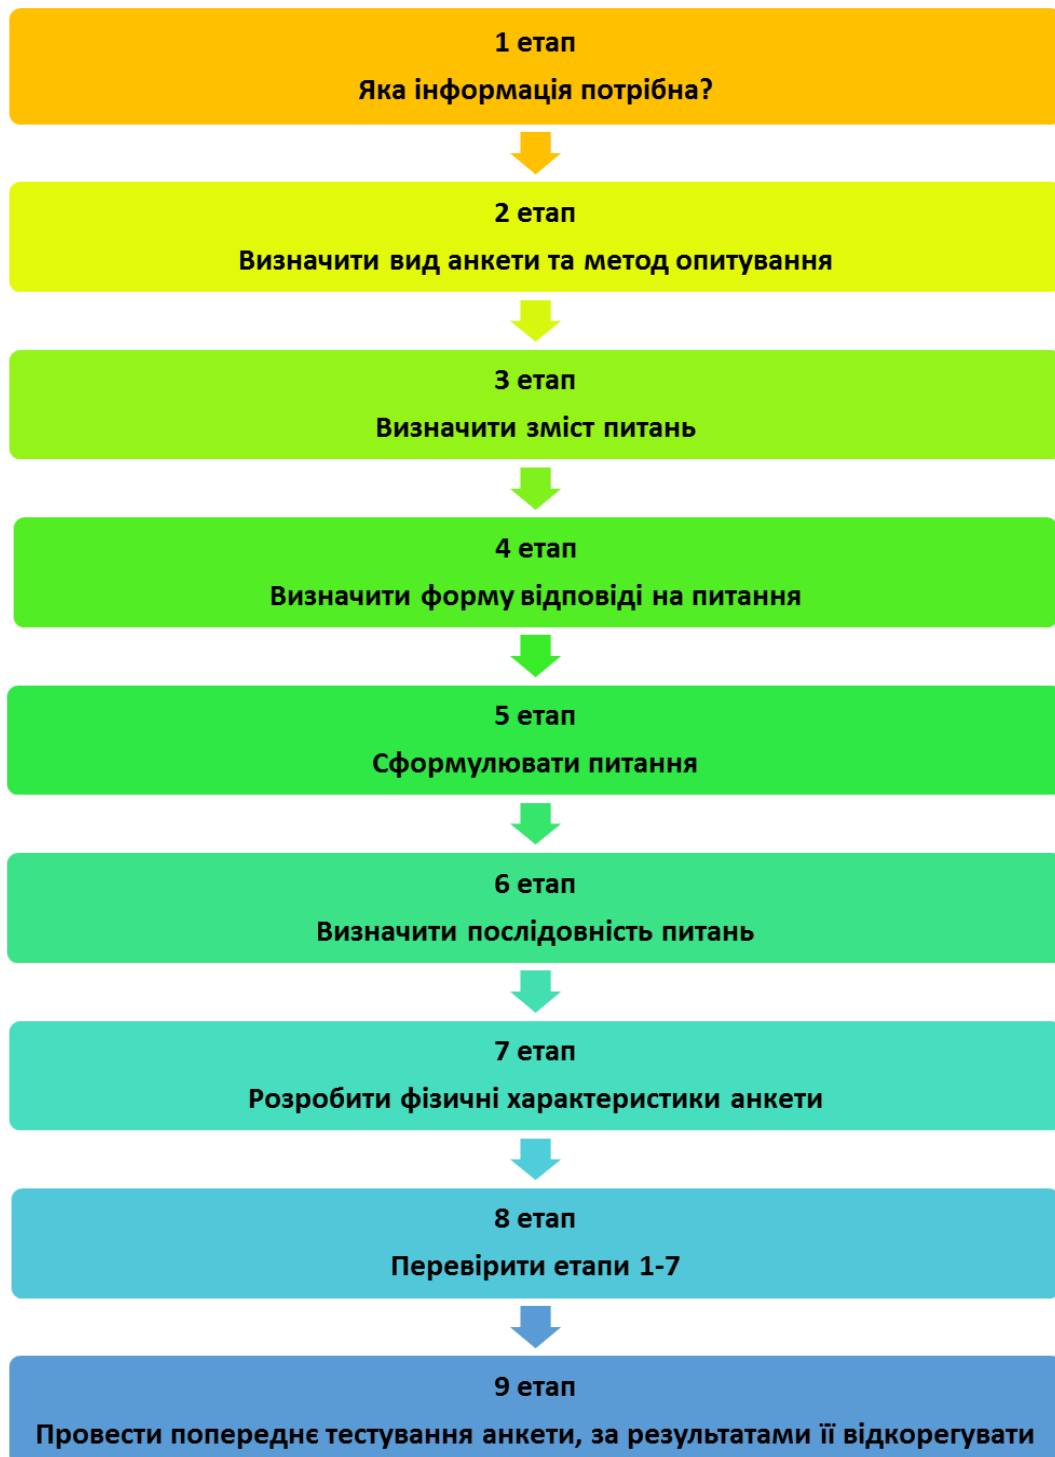 1 етап
Яка інформація потрібна?
2 етап
Визначити вид анкети та метод опитування
3 етап
Визначити зміст питань
4 етап
Визначити форму відповіді на питання
5 етап
Сформулювати питання
6 етап
Визначити послідовність питань
7 етап
Розробити фізичні характеристики анкети
8 етап
Перевірити етапи 1-7
9 етап
Провести попереднє тестування анкети, за результатами її відкорегувати